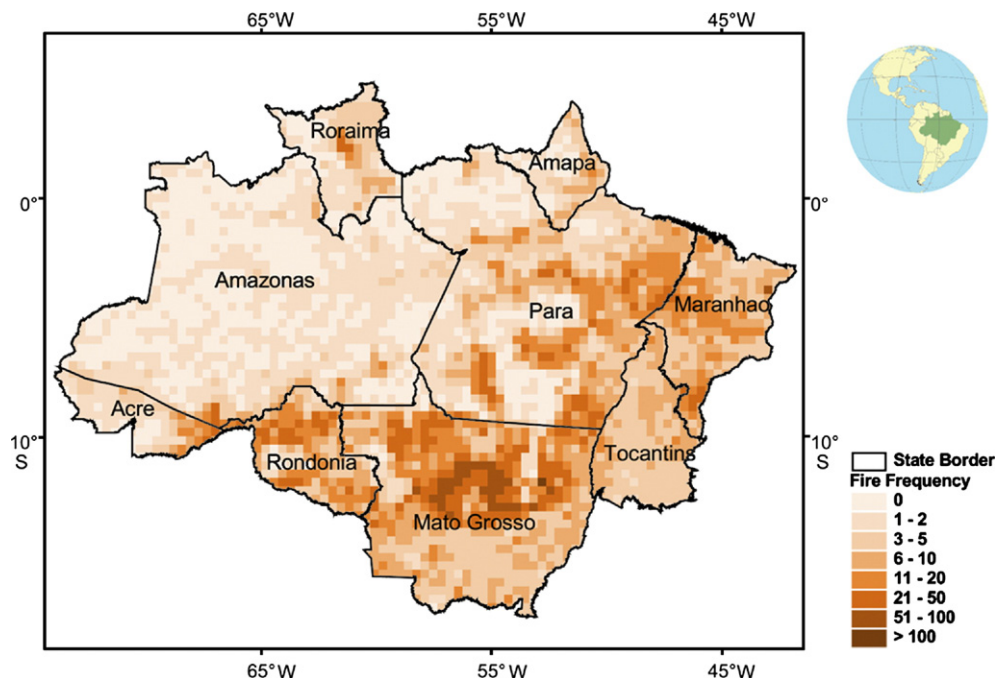 65°W 55°W 45°W
Roraima
Amapa
0° 0°
Amazonas
Para
Maranhao
Acre
10° 10°
S S
Rondonia
Tocantins
Mato Grosso
65°W 55°W 45°W
State Border
Fire Frequency
0
1 - 2
3 - 5
6 - 10
11 - 20
21 - 50
51 - 100
> 100